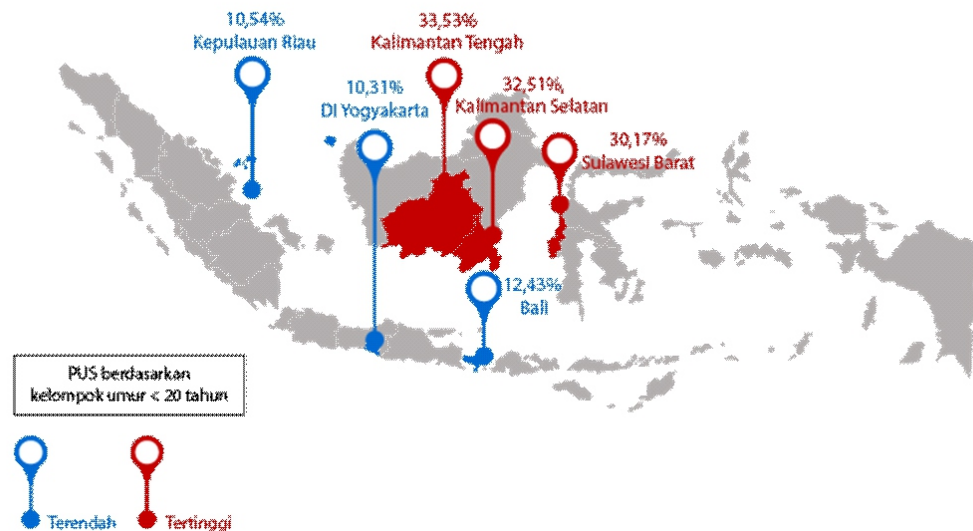 10,54%
Kepulauan Riau
33,53%
Kalimantan Tengah
10,31%
DI Yogyakarta
32,51%,
Kalimantan Selatan
30,17%
Sulawesi Barat
12,43%
Bali
PUS berdasarkan
kelompok umur < 20 tahun
Terendah
Tertinggi